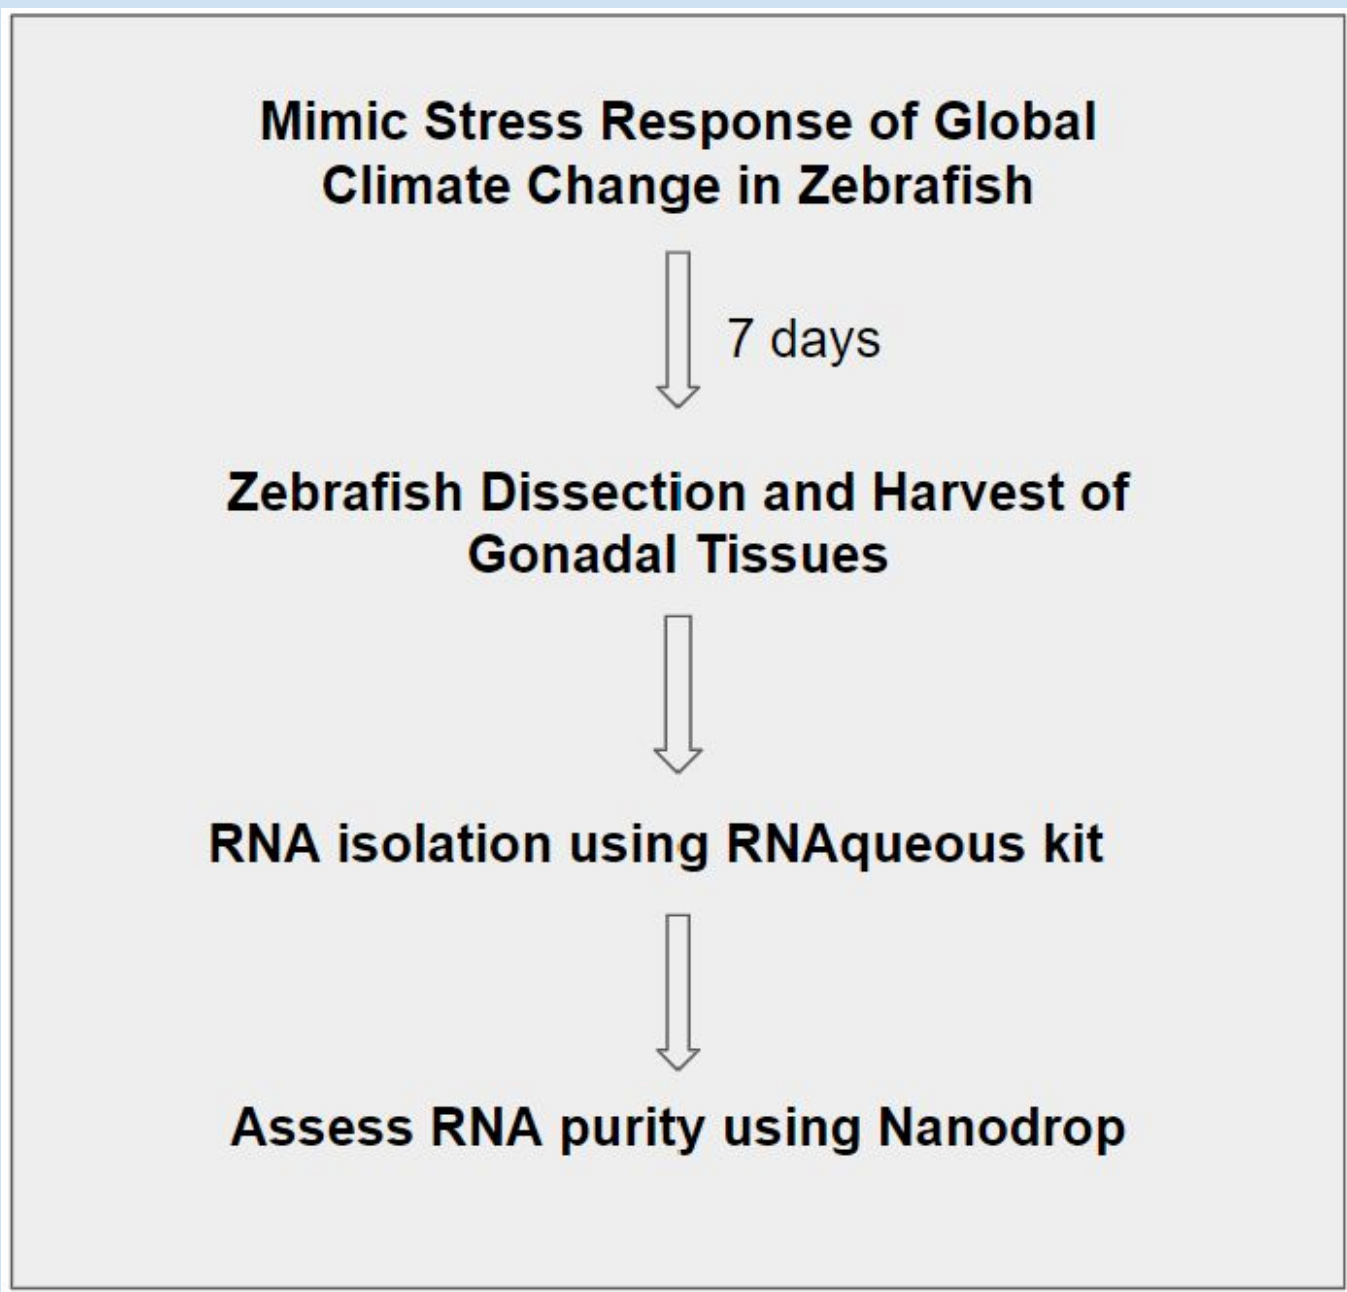 Mimic Stress Response of Global
Climate Change in Zebrafish
7 days
Zebrafish Dissection and Harvest of
Gonadal Tissues
RNA isolation using RNAqueous kit
Assess RNA purity using Nanodrop